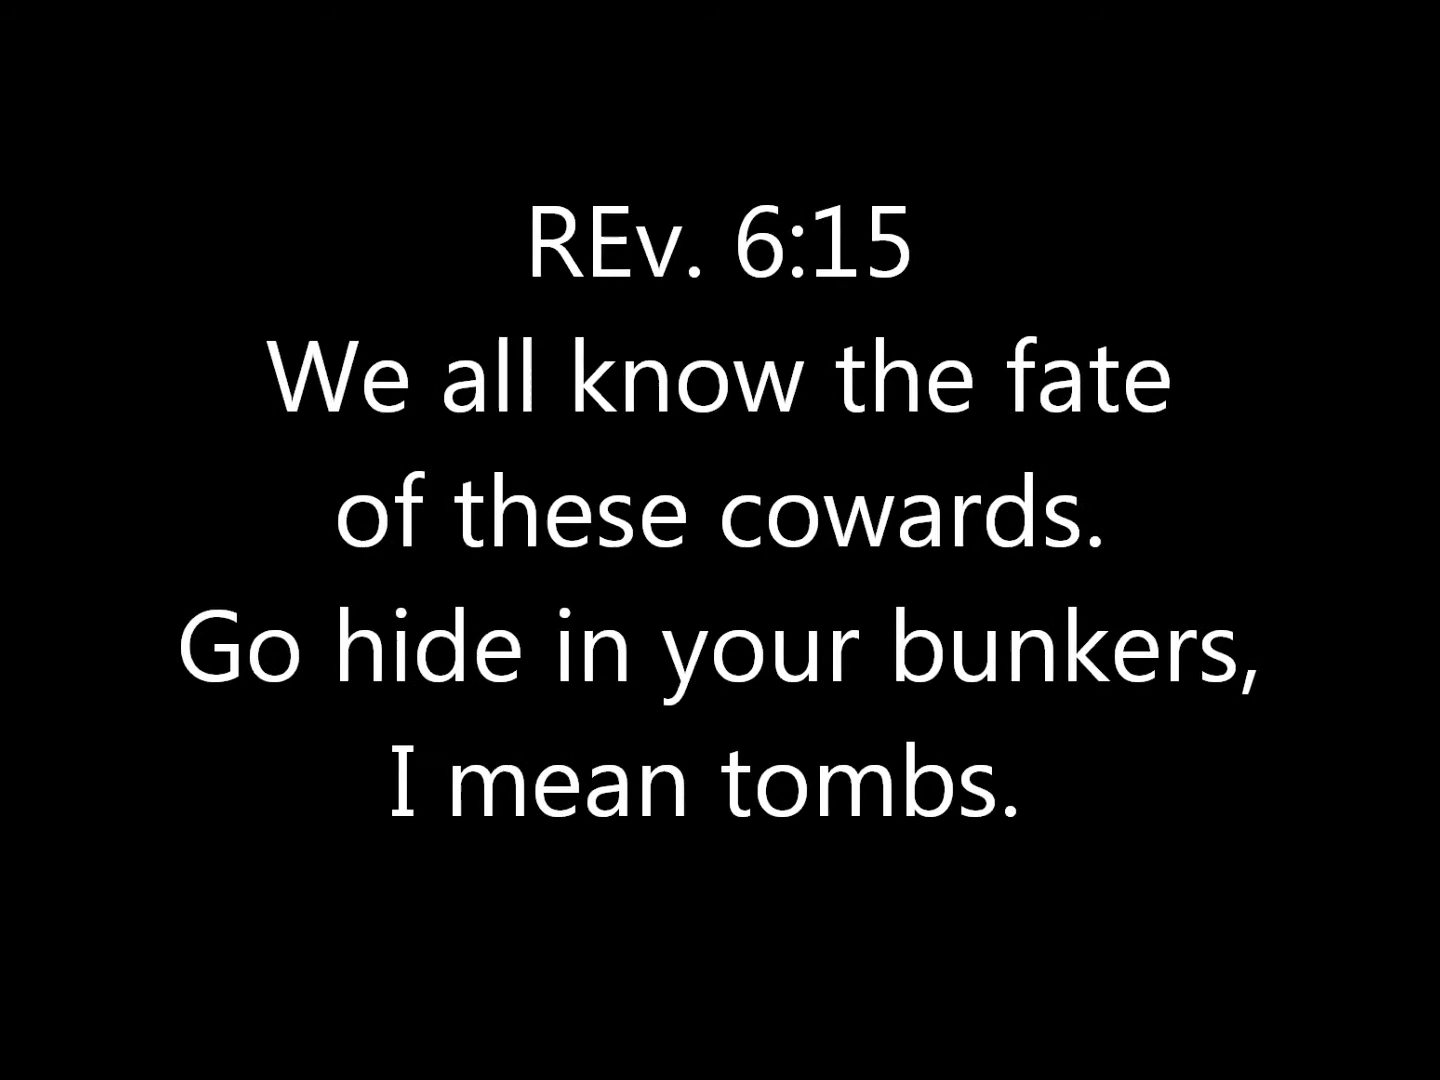 REv. 6:15
We all know the fate
of these cowards.
Go hide in your bunkers,
I mean tombs.